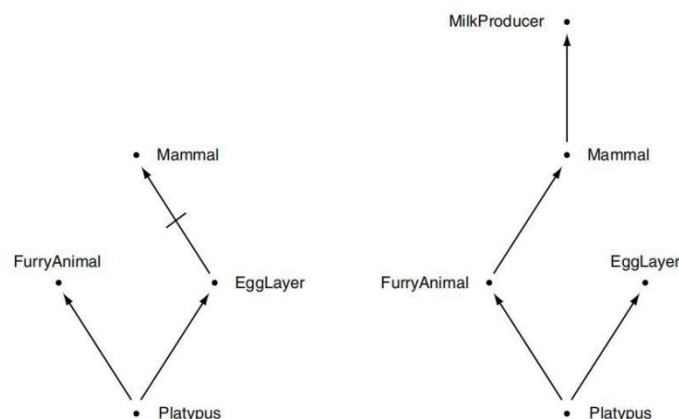 MilkProducer
Mammal
Mammal
FurryAnimal
EggLayer
FurryAnimal
EggLayer
Platypus
Platypus